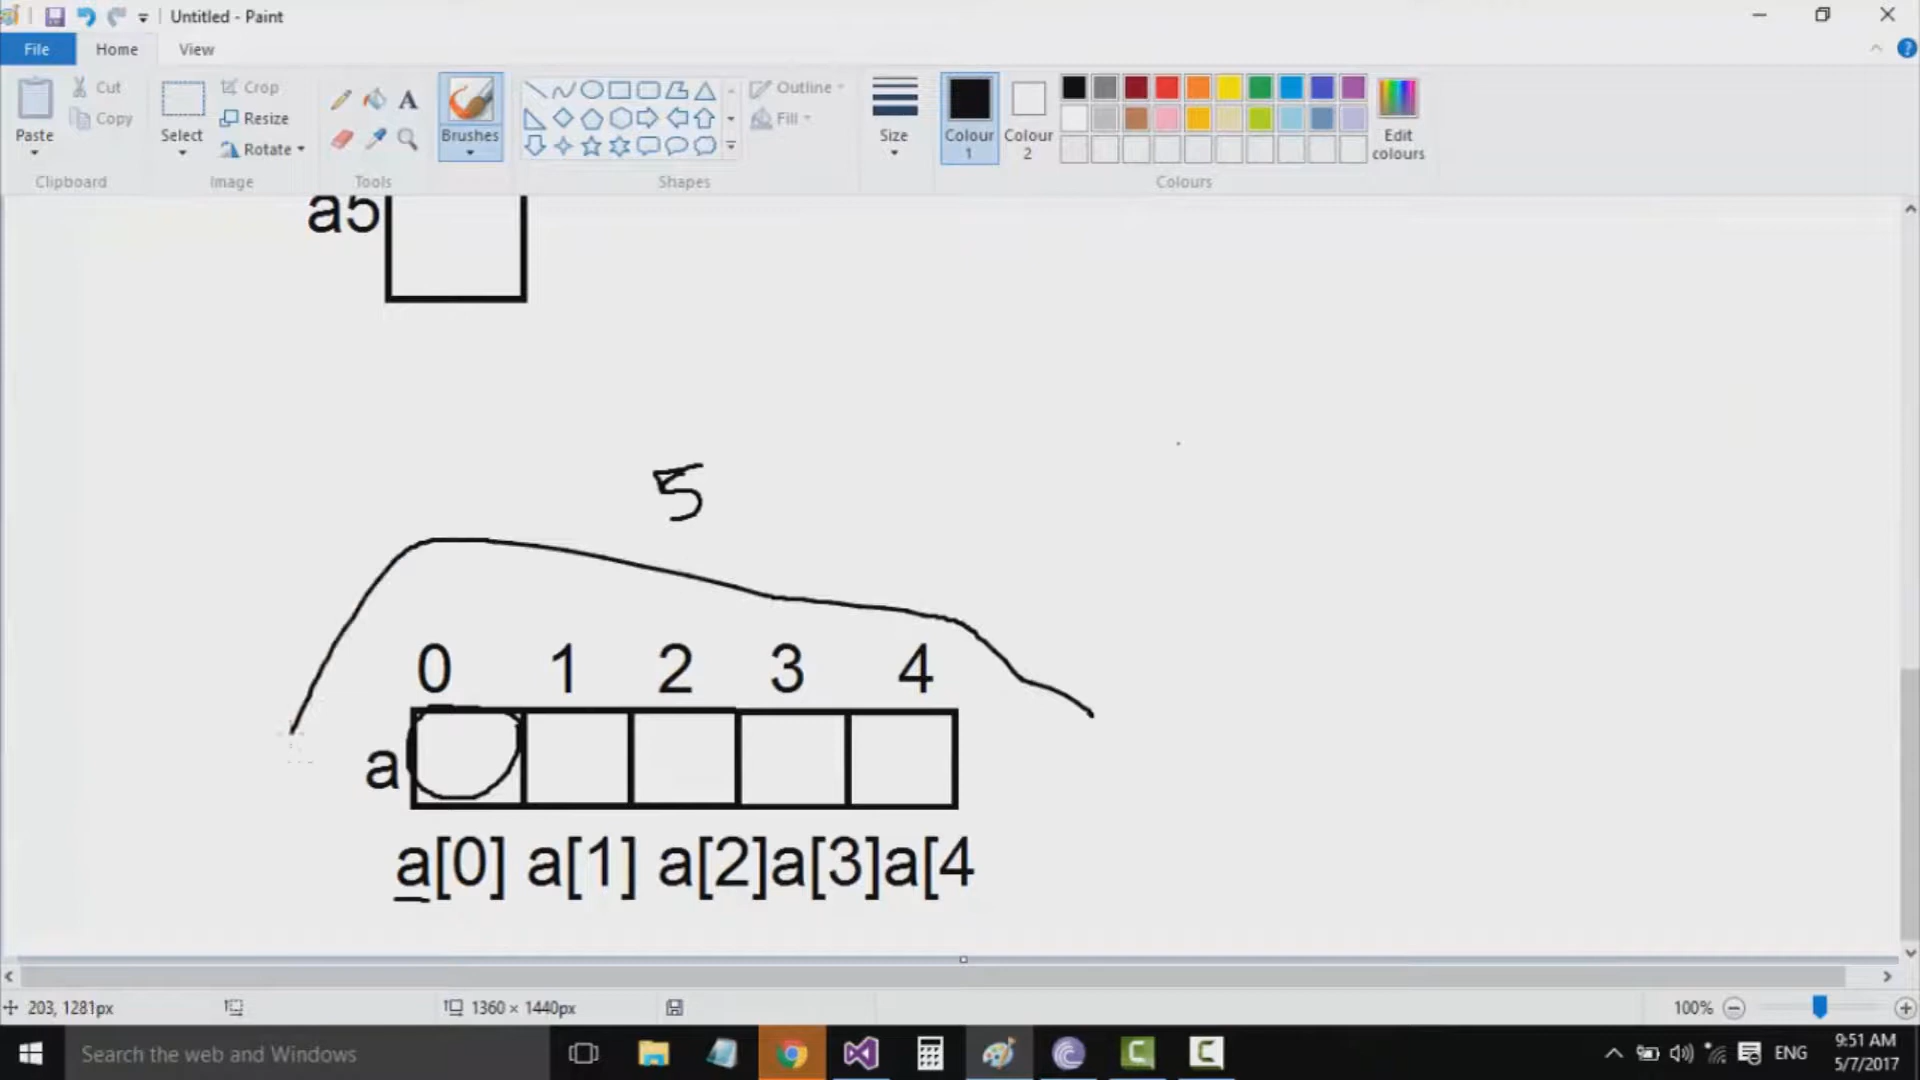 Untitled - Paint
File Home View
Paste
Cut
Copy
Clipboard
Select
Crop
Resize
Rotate
Image
Tools
Brushes
Shapes
Outline
Fill
Size
Colour 1
Colour 2
Edit colours
Colours
a5
5
0 1 2 3 4
a
a[0] a[1] a[2]a[3]a[4
203, 1281px
1360 × 1440px
100%
Search the web and Windows
ENG
9:51 AM
5/7/2017